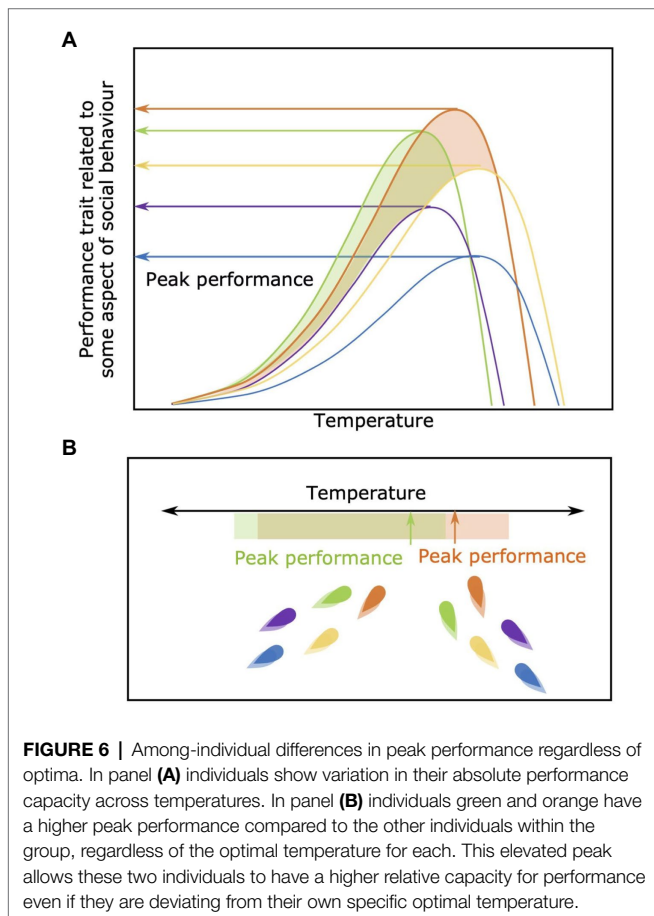 A
Performance trait related to
some aspect of social behaviour
Peak performance
Temperature
B
Temperature
Peak performance
Peak performance
FIGURE 6 | Among-individual differences in peak performance regardless of
optima. In panel (A) individuals show variation in their absolute performance
capacity across temperatures. In panel (B) individuals green and orange have
a higher peak performance compared to the other individuals within the
group, regardless of the optimal temperature for each. This elevated peak
allows these two individuals to have a higher relative capacity for performance
even if they are deviating from their own specific optimal temperature.